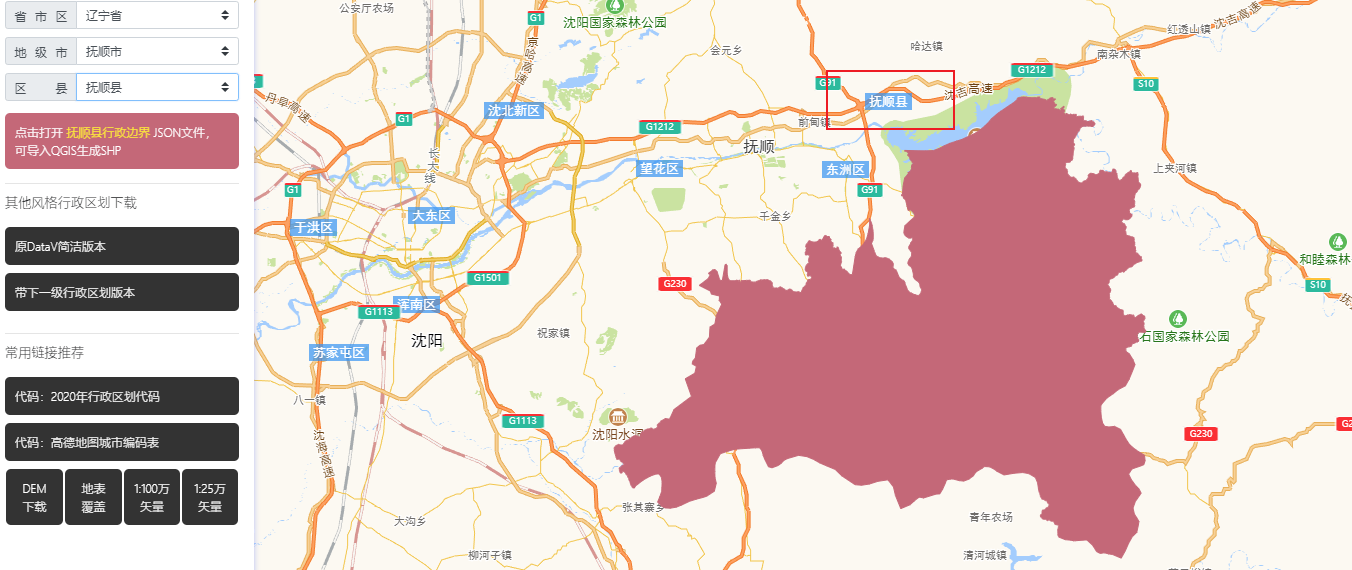 省 市 区 辽宁省
地 级 市 抚顺市
区 县 抚顺县
点击打开 抚顺县行政边界 JSON文件，
可导入QGIS生成SHP
其他风格行政区划下载
原DataV简洁版本
带下一级行政区划版本
常用链接推荐
代码：2020年行政区划代码
代码：高德地图城市编码表
DEM
下载
地表
覆盖
1:100万
矢量
1:25万
矢量
公安厅农场
G1
沈阳国家森林公园
京哈高速
会元乡
哈达镇
红透山镇
沈吉高速
南杂木镇
G1212
S10
G91
沈吉高速
抚顺县
丹阜高速
G1
沈北新区
G1212
前甸镇
抚顺
长大线
望花区
东洲区
上夹河镇
G1
G91
大东区
于洪区
千金乡
和睦森林
G1501
G230
S10
浑南区
G1113
沈阳
祝家镇
石国家森林公园
苏家屯区
八一镇
G1113
沈阳水洞
G230
沈海高速
张其寨乡
大沟乡
青年农场
柳河子镇
清河城镇